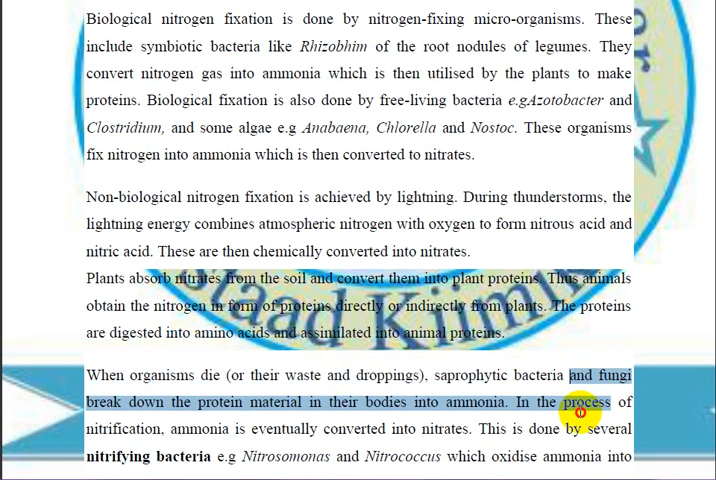 Biological nitrogen fixation is done by nitrogen-fixing micro-organisms. These
include symbiotic bacteria like Rhizobhim of the root nodules of legumes. They
convert nitrogen gas into ammonia which is then utilised by the plants to make
proteins. Biological fixation is also done by free-living bacteria e.gAzotobacter and
Clostridium, and some algae e.g Anabaena, Chlorella and Nostoc. These organisms
fix nitrogen into ammonia which is then converted to nitrates.
Non-biological nitrogen fixation is achieved by lightning. During thunderstorms, the
lightning energy combines atmospheric nitrogen with oxygen to form nitrous acid and
nitric acid. These are then chemically converted into nitrates.
Plants absorb nitrates from the soil and convert them into plant proteins. Thus animals
obtain the nitrogen in form of proteins directly or indirectly from plants. The proteins
are digested into amino acids and assimilated into animal proteins.
When organisms die (or their waste and droppings), saprophytic bacteria and fungi
break down the protein material in their bodies into ammonia. In the process of
nitrification, ammonia is eventually converted into nitrates. This is done by several
nitrifying bacteria e.g Nitrosomonas and Nitrococcus which oxidise ammonia into